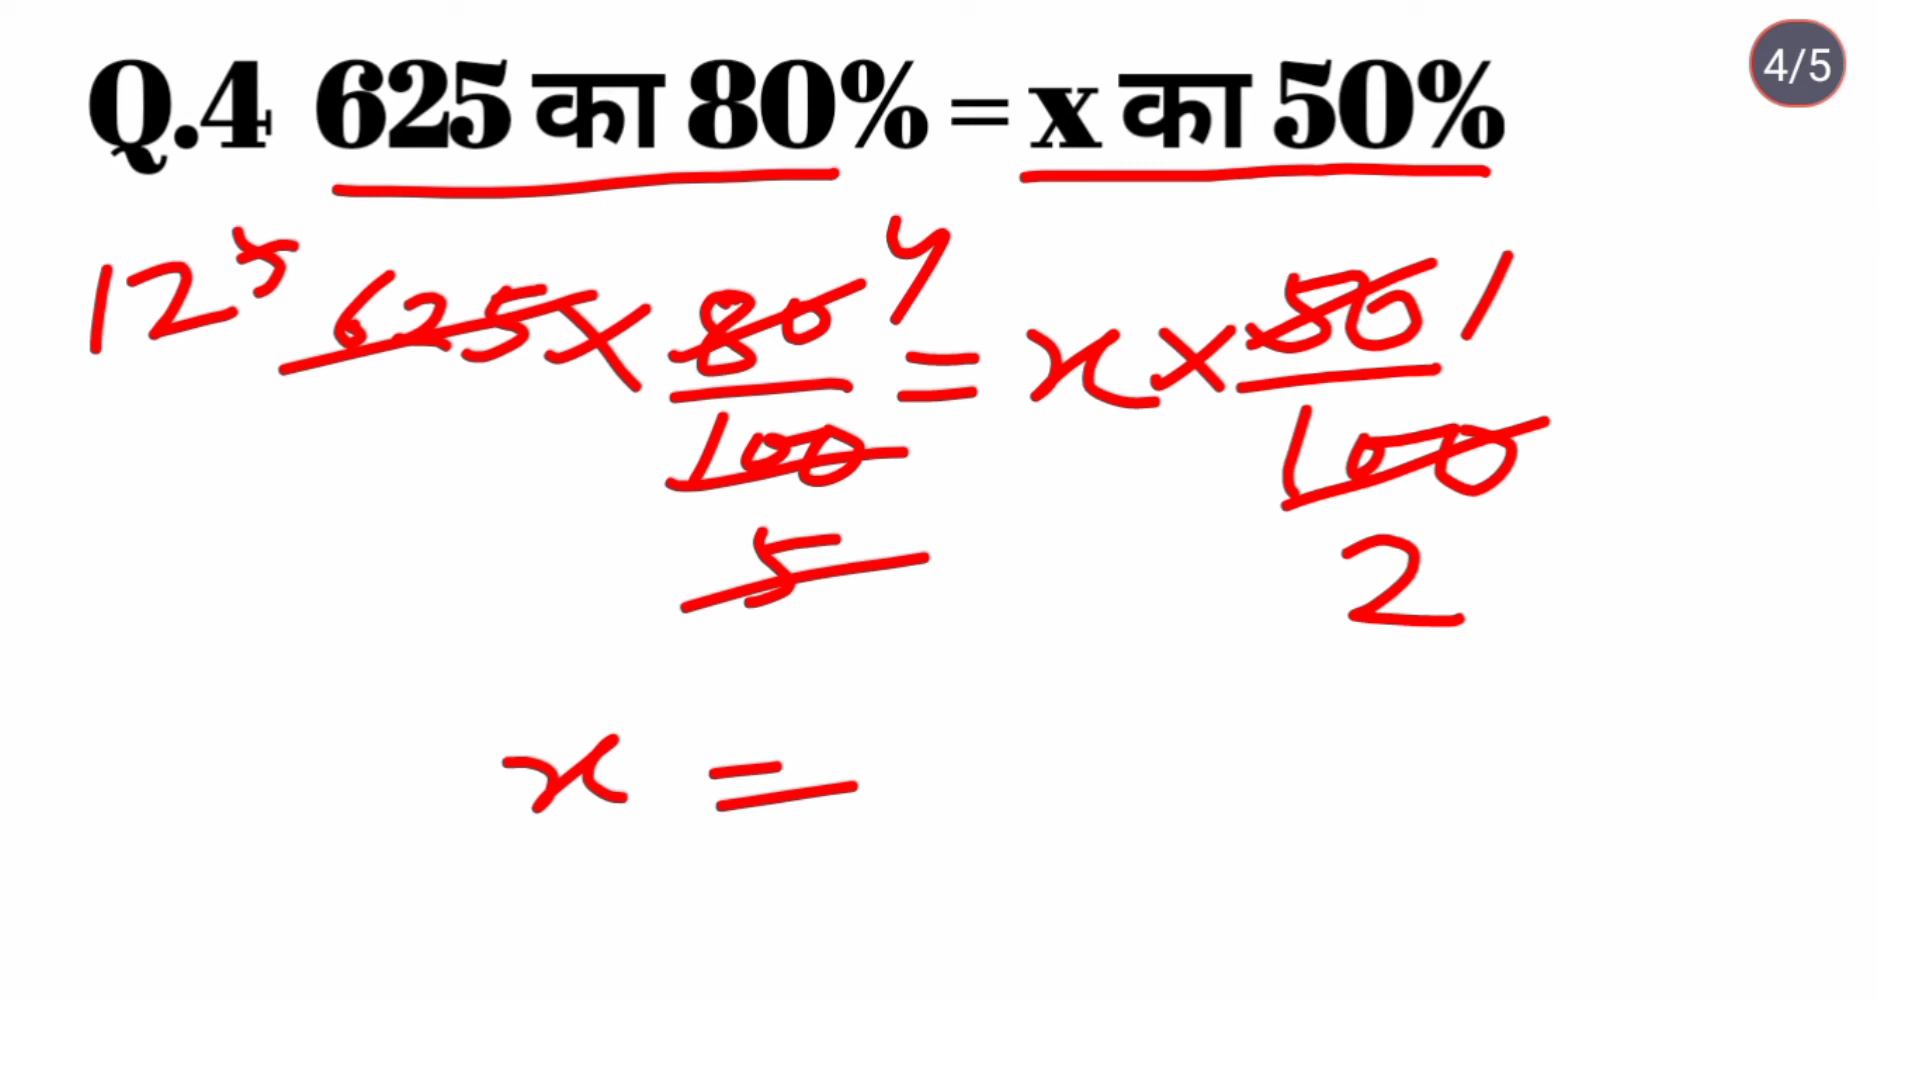 Q.4 625 का 80% = x का 50%
4/5
125 625 × 80/100 4 = x × 50/100 1
5 2
x =